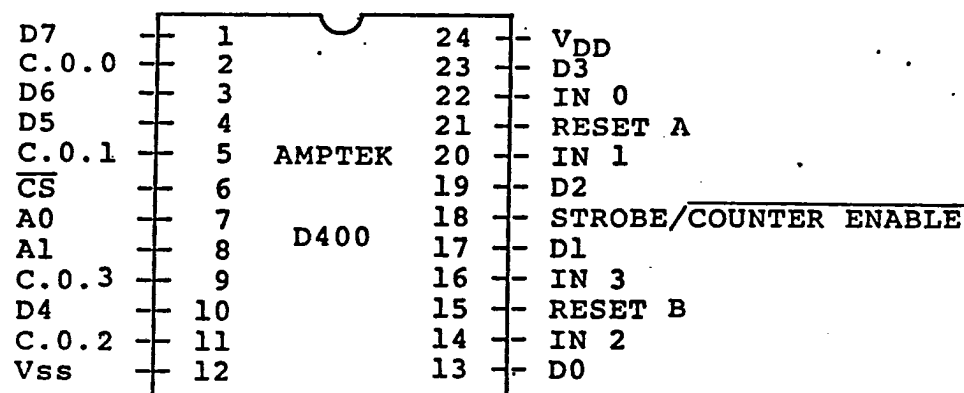 D7 1 24 VDD
C.0.0 2 23 D3
D6 3 22 IN 0
D5 4 21 RESET A
C.0.1 5 AMPTEK 20 IN 1
CS 6 19 D2
A0 7 18 STROBE/COUNTER ENABLE
A1 8 D400 17 D1
C.0.3 9 16 IN 3
D4 10 15 RESET B
C.0.2 11 14 IN 2
Vss 12 13 D0